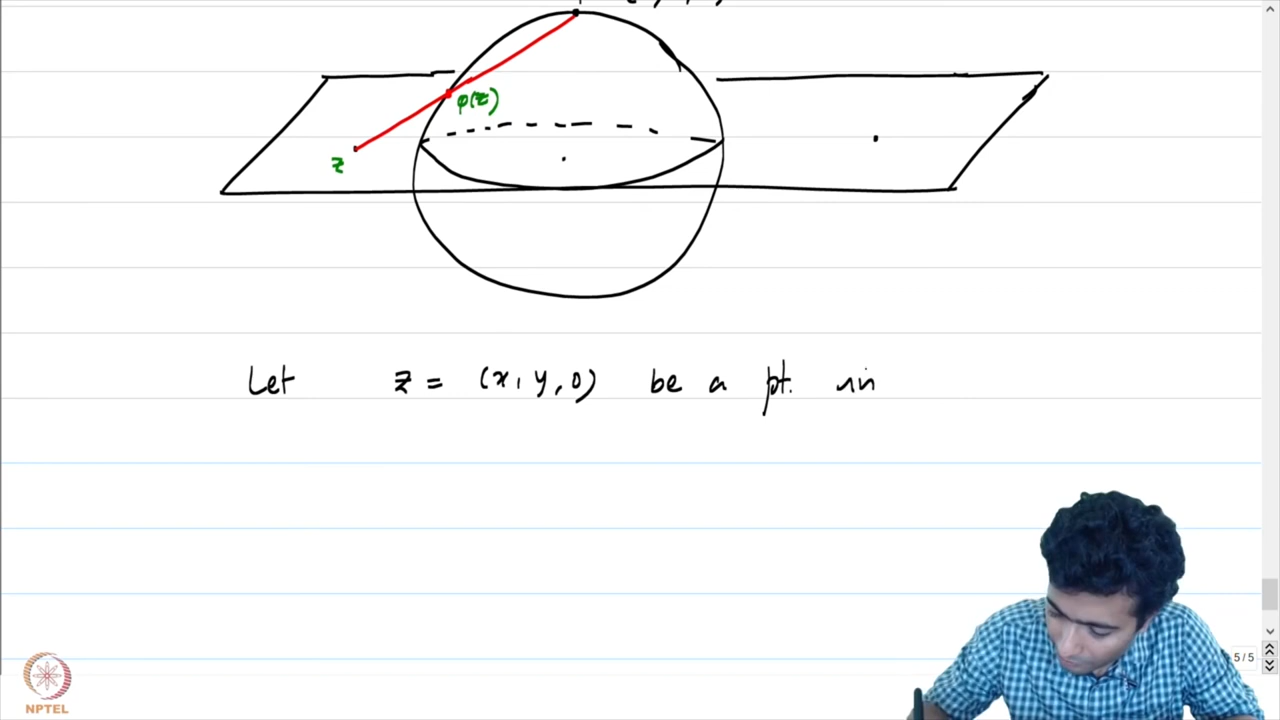 φ(z)
z
Let z = (x, y, 0) be a pt. in
5/5
NPTEL